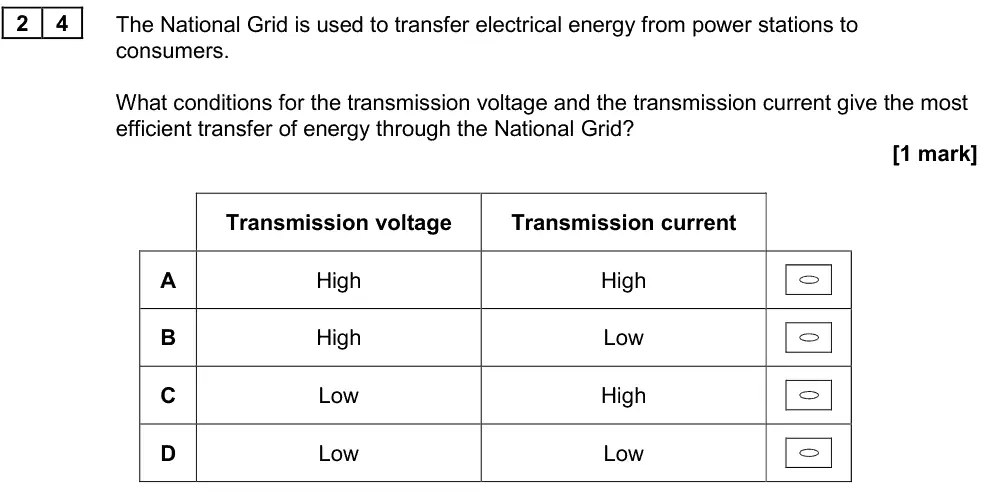 2 4 The National Grid is used to transfer electrical energy from power stations to
consumers.
What conditions for the transmission voltage and the transmission current give the most
efficient transfer of energy through the National Grid?
[1 mark]
Transmission voltage Transmission current
A High High
B High Low
C Low High
D Low Low